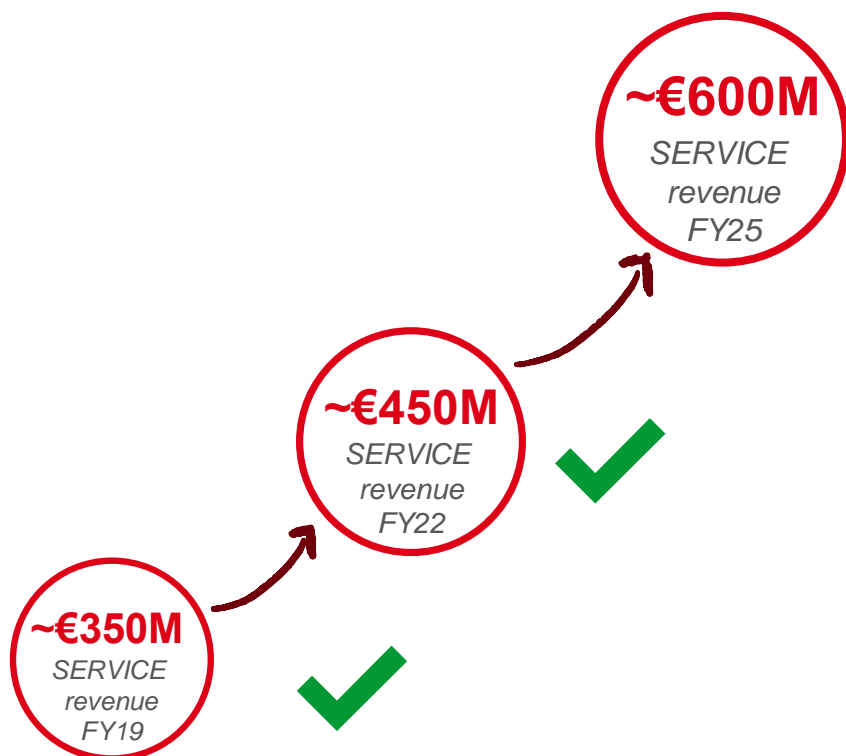 ~€600M
SERVICE
revenue
FY25
~€450M
SERVICE
revenue
FY22
~€350M
SERVICE
revenue
FY19